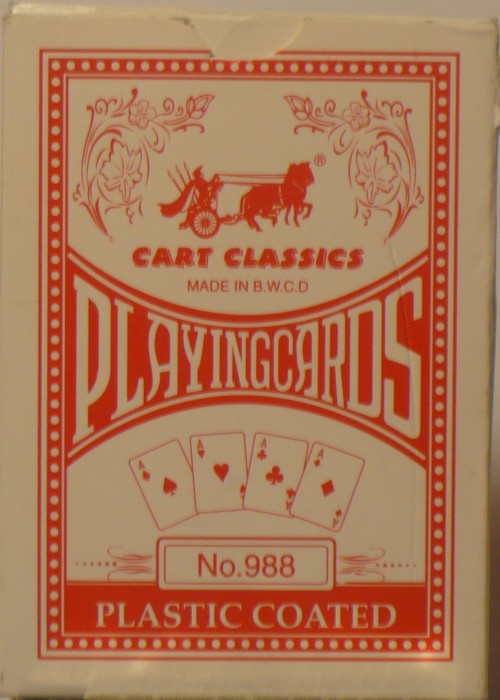 ®
CART CLASSICS
MADE IN B.W.C.D
PLAYINGCARDS
A A A A
A
No.988
PLASTIC COATED